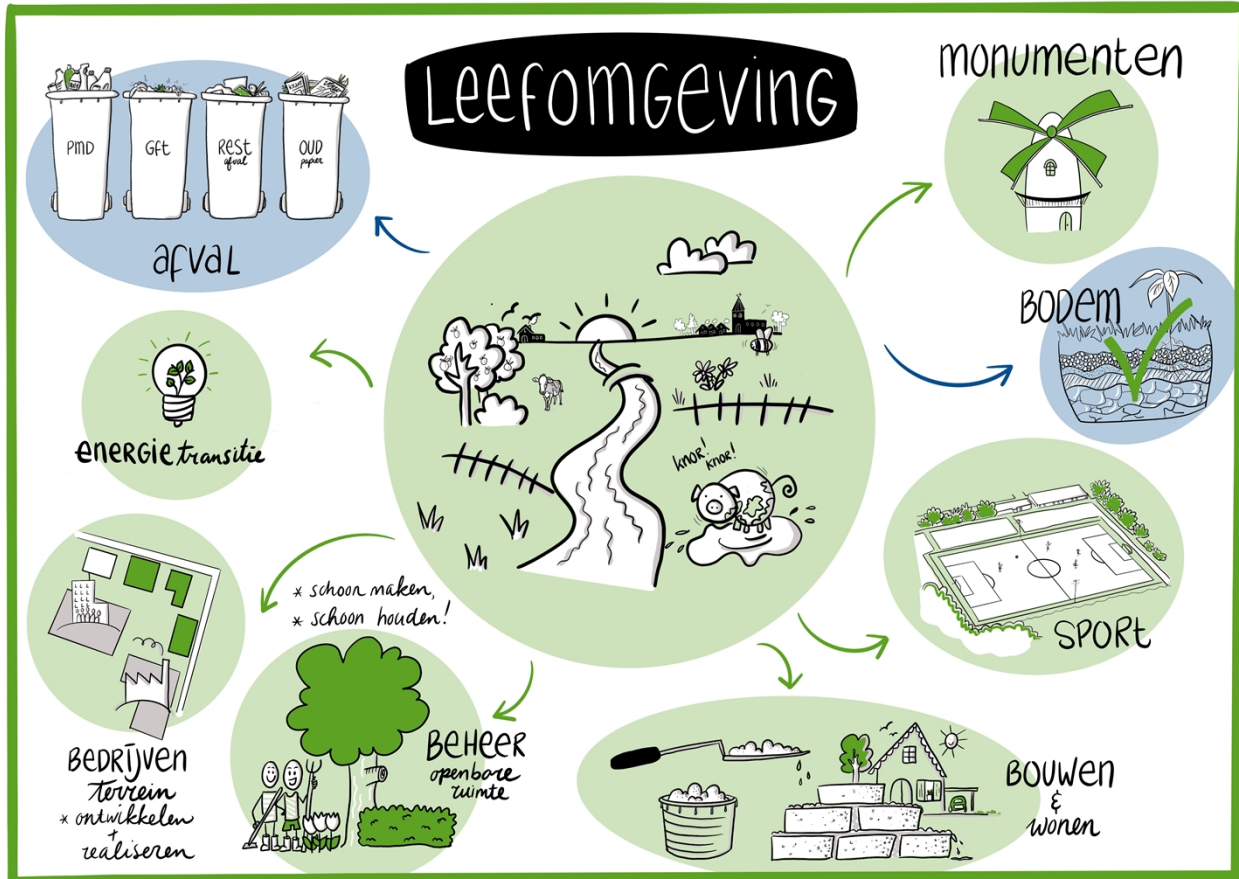 Leefomgeving
PMD
Gft
REST
afval
OUD
papier
afval
monumenten
BODEM
energie transitie
KNOR!
KNOR!
SPORT
* schoon maken,
* schoon houden!
BEDRIJVEN
terrein
* ontwikkelen
+
realiseren
BEHEER
openbare
ruimte
BOUWEN
&
wonen